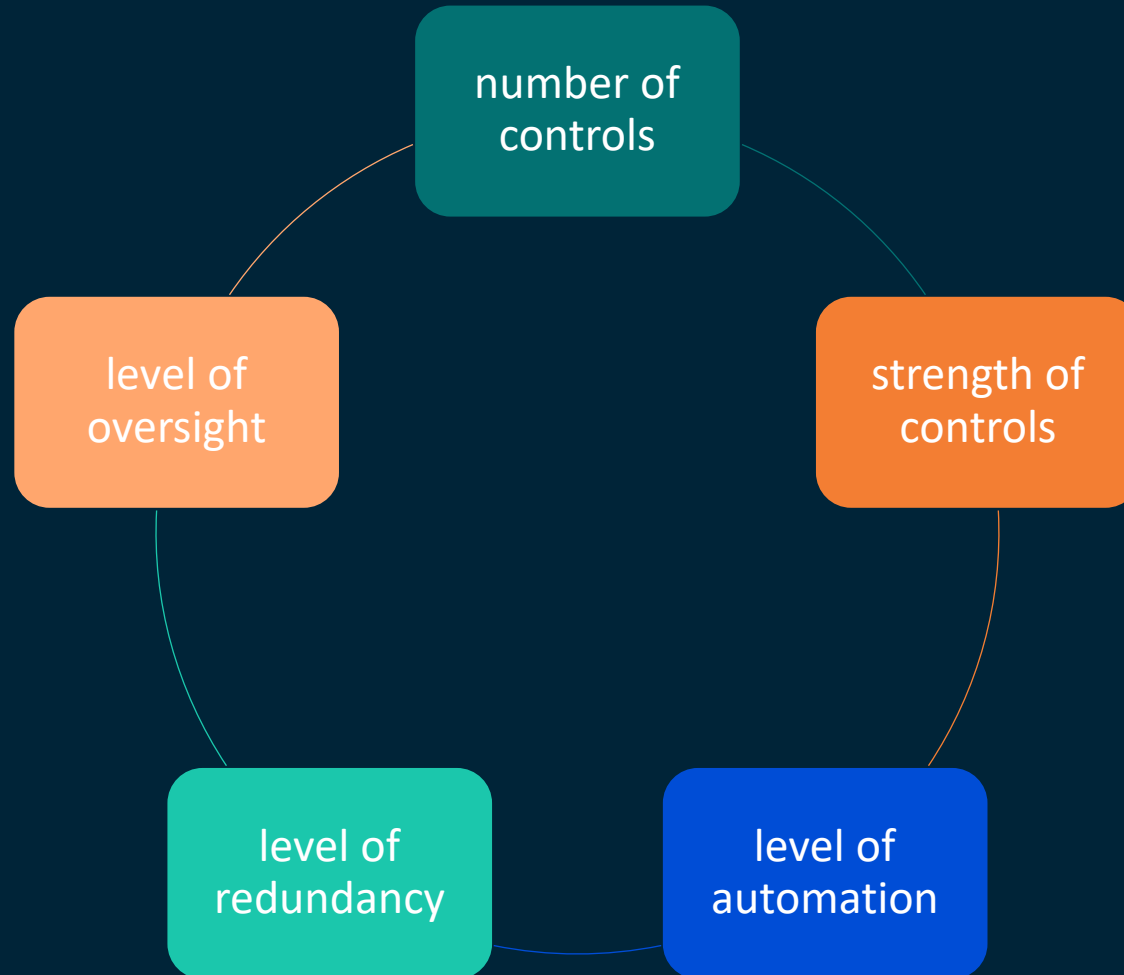 number of
controls
strength of
controls
level of
automation
level of
redundancy
level of
oversight